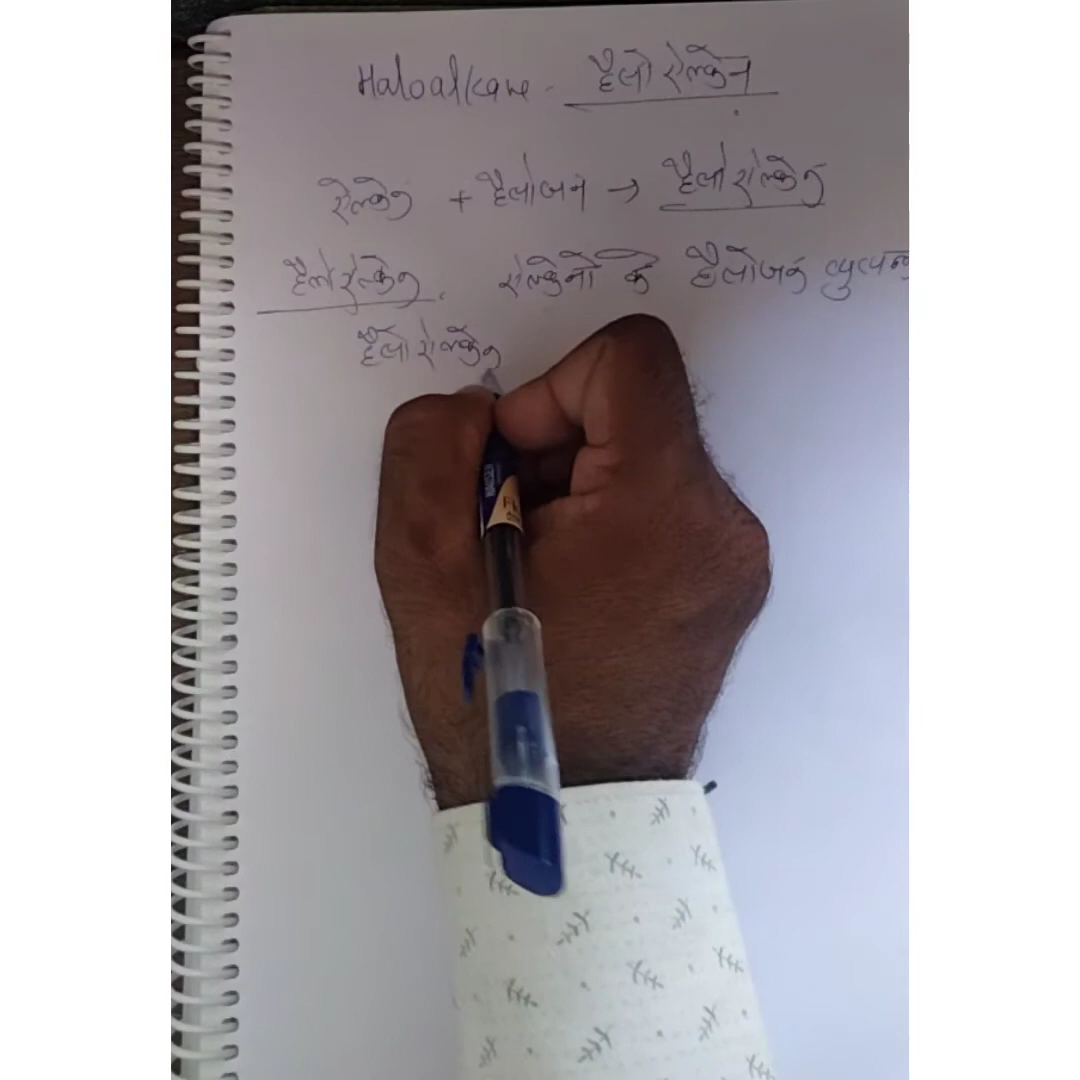 Haloalkane - हैलो ऐल्केन
ऐल्केन + हैलोजन → हैलोऐल्केन
हैलोऐल्केन. ऐल्केनों के हैलोजन व्युत्पन्न
हैलोऐल्केन